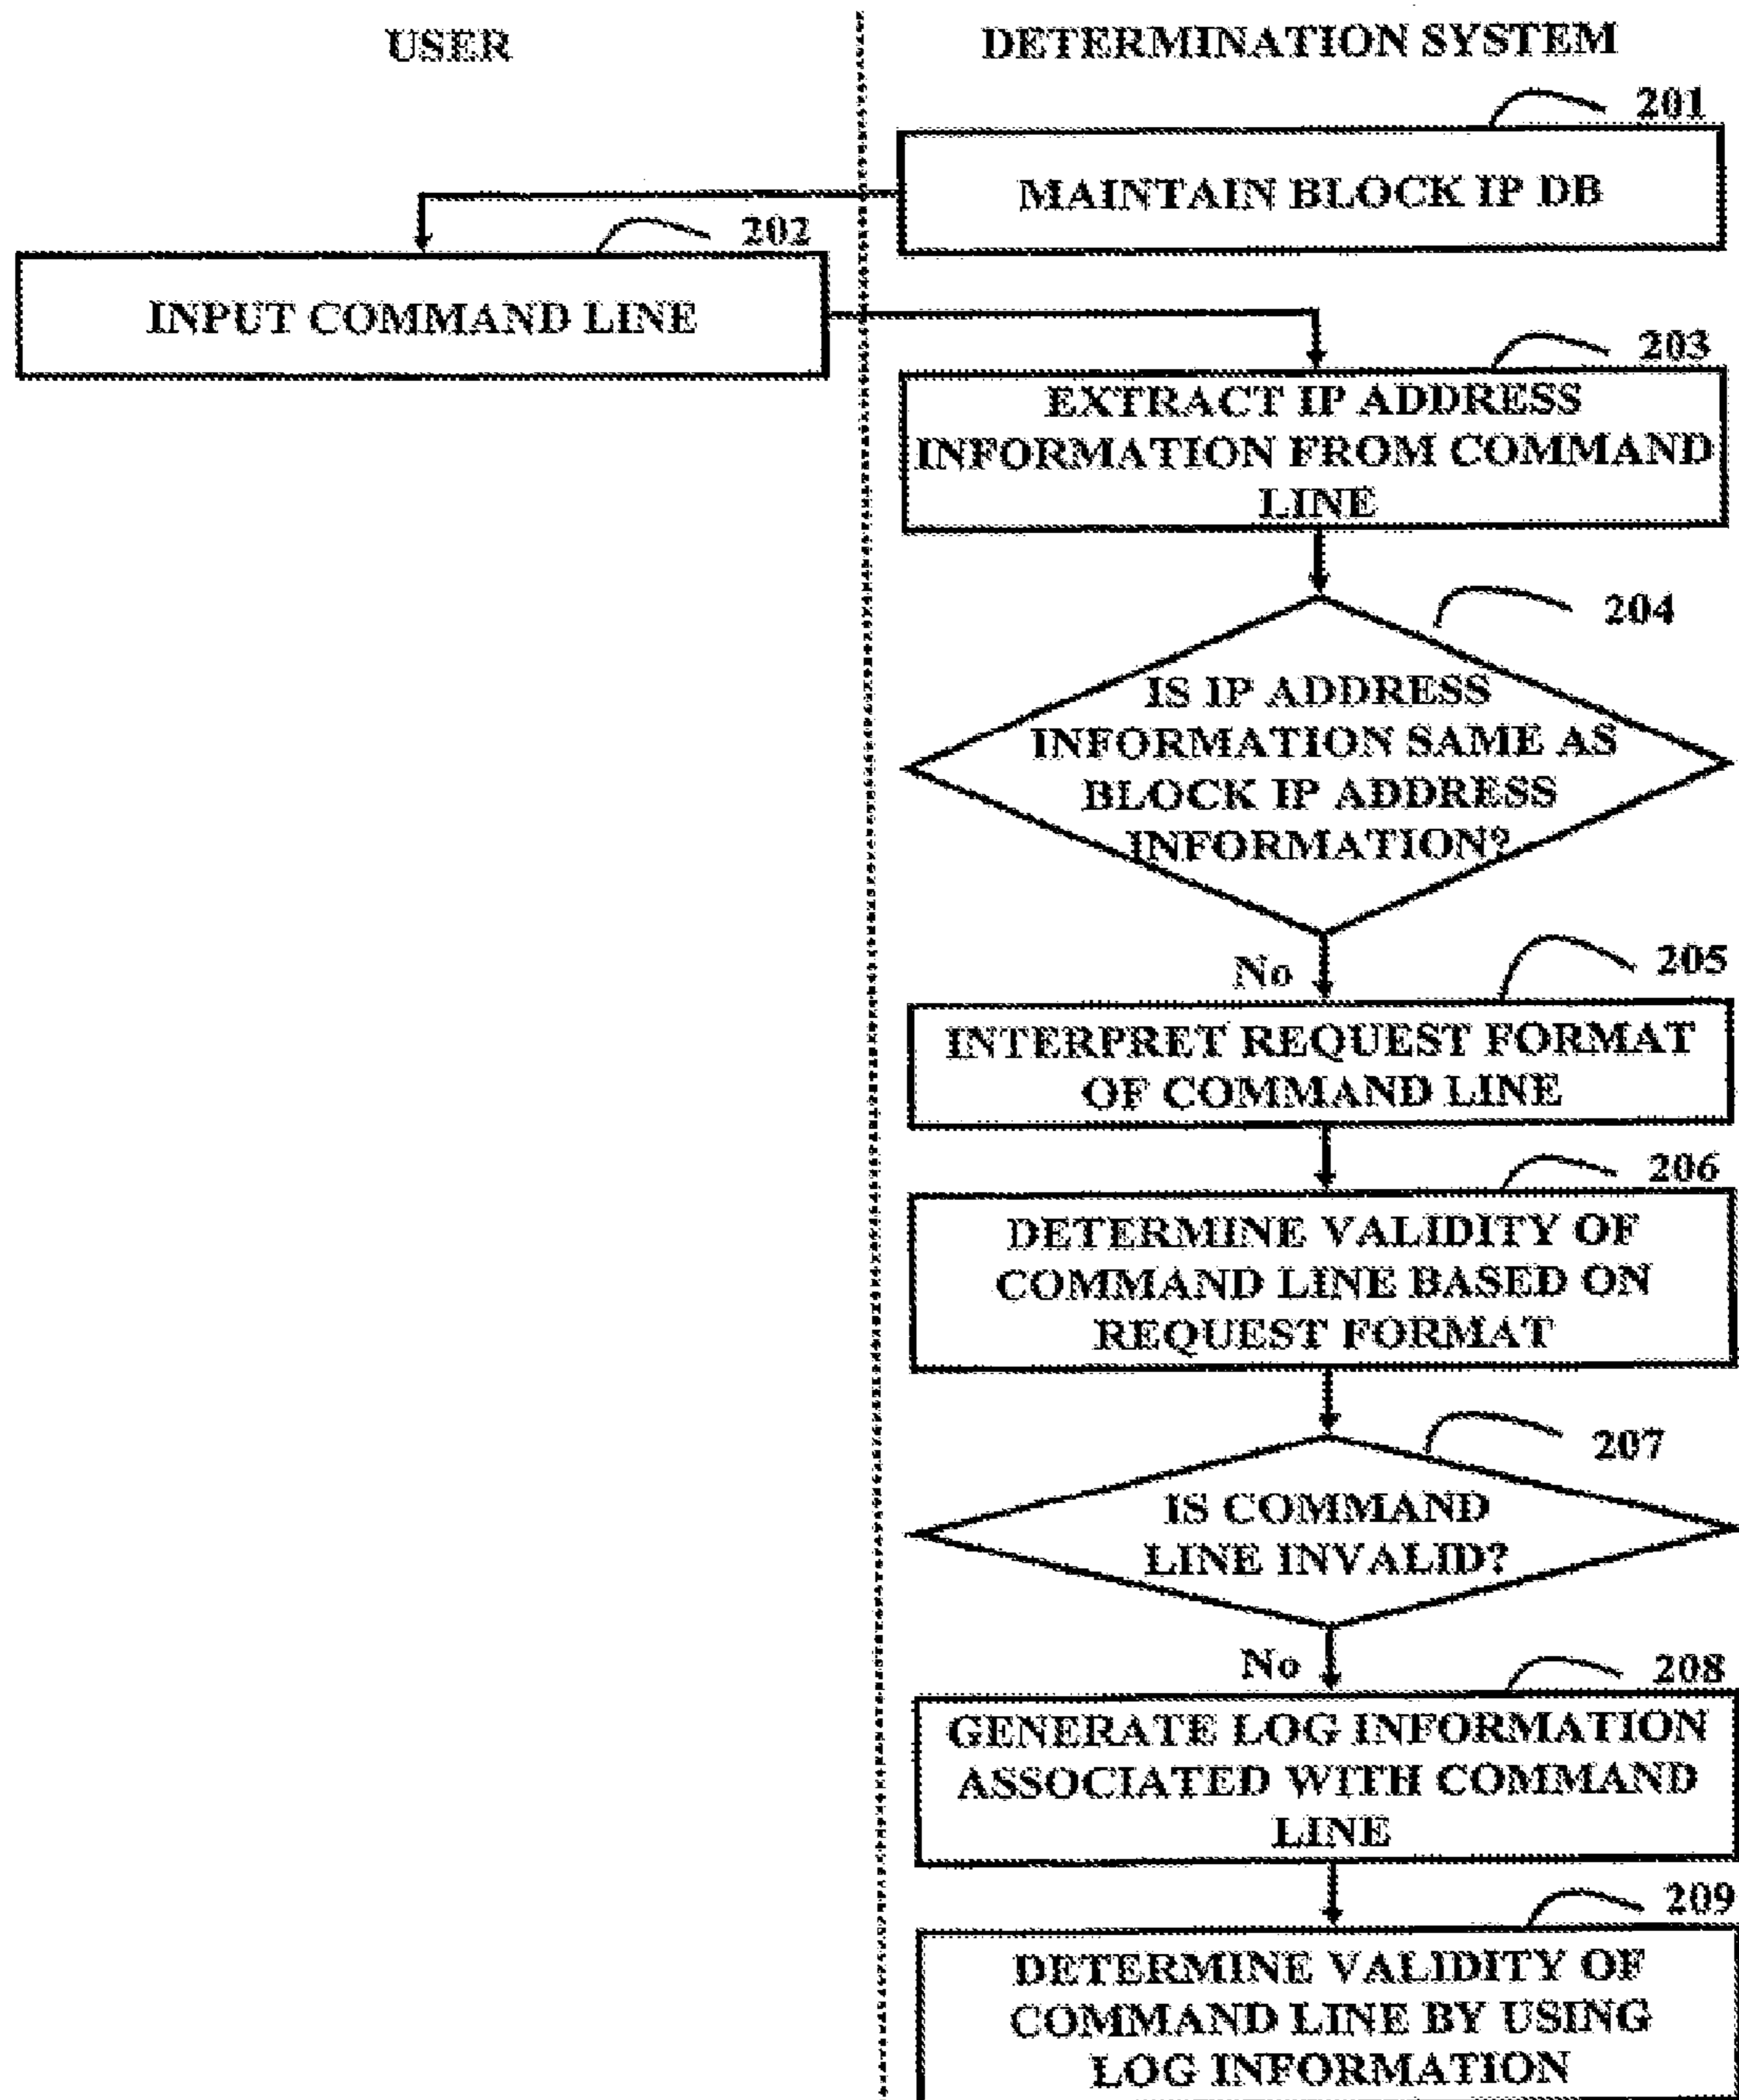 USER
DETERMINATION SYSTEM
201
MAINTAIN BLOCK IP DB
202
INPUT COMMAND LINE
203
EXTRACT IP ADDRESS
INFORMATION FROM COMMAND
LINE
204
IS IP ADDRESS
INFORMATION SAME AS
BLOCK IP ADDRESS
INFORMATION?
No
205
INTERPRET REQUEST FORMAT
OF COMMAND LINE
206
DETERMINE VALIDITY OF
COMMAND LINE BASED ON
REQUEST FORMAT
207
IS COMMAND
LINE INVALID?
No
208
GENERATE LOG INFORMATION
ASSOCIATED WITH COMMAND
LINE
209
DETERMINE VALIDITY OF
COMMAND LINE BY USING
LOG INFORMATION